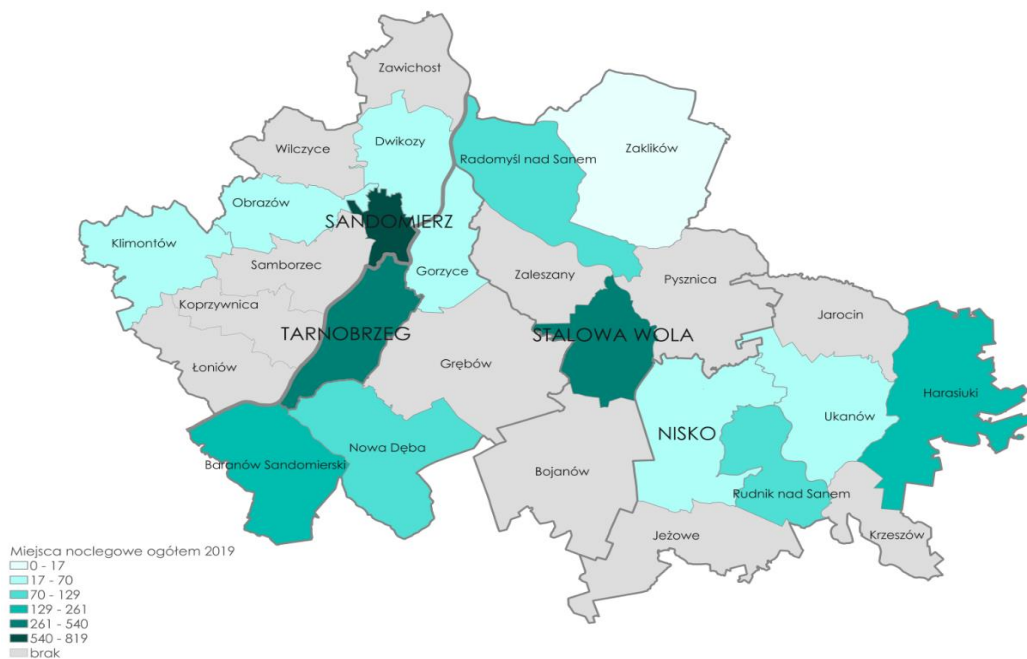 Zawichost
Dwikozy
Wilczyce
Radomyśl nad Sanem
Zaklików
Obrazów
SANDOMIERZ
Klimontów
Samborzec
Gorzyce
Zaleszany
Pysznica
Koprzywnica
Jarocin
TARNOBRZEG
STALOWA WOLA
Łoniów
Grębów
Harasiuki
Ukanów
NISKO
Nowa Dęba
Baranów Sandomierski
Bojanów
Rudnik nad Sanem
Jeżowe
Krzeszów
Miejsca noclegowe ogółem 2019
0 - 17
17 - 70
70 - 129
129 - 261
261 - 540
540 - 819
brak